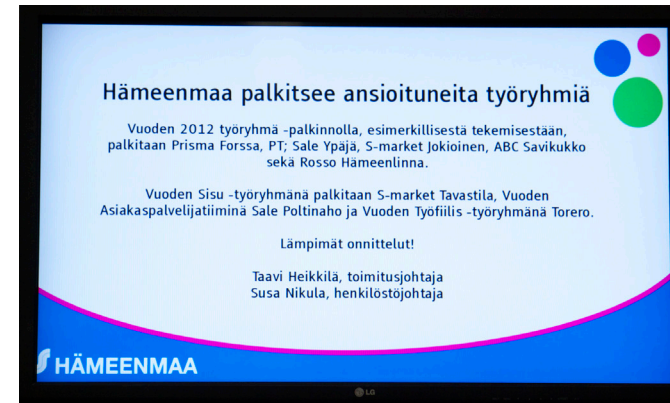 Hämeenmaa palkitsee ansioituneita työryhmiä
Vuoden 2012 työryhmä -palkinnolla, esimerkillisestä tekemisestään,
palkitaan Prisma Forssa, PT; Sale Ypäjä, S-market Jokioinen, ABC Savikukko
sekä Rosso Hämeenlinna.
Vuoden Sisu -työryhmänä palkitaan S-market Tavastila, Vuoden
Asiakaspalvelijatiiminä Sale Poltinaho ja Vuoden Työfiilis -työryhmänä Torero.
Lämpimät onnittelut!
Taavi Heikkilä, toimitusjohtaja
Susa Nikula, henkilöstöjohtaja
HÄMEENMAA
LG